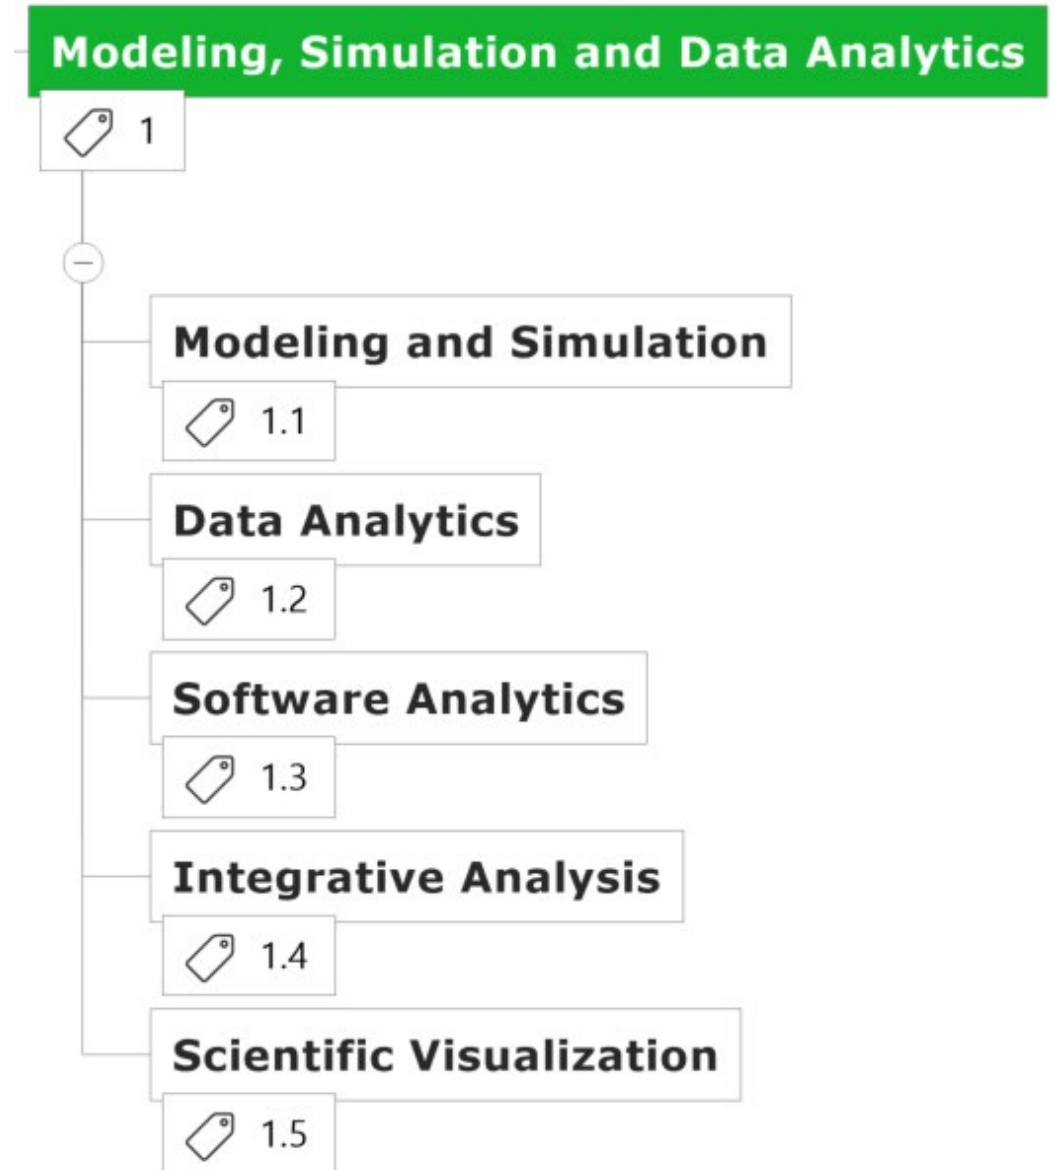 Modeling, Simulation and Data Analytics
1
Modeling and Simulation
1.1
Data Analytics
1.2
Software Analytics
1.3
Integrative Analysis
1.4
Scientific Visualization
1.5